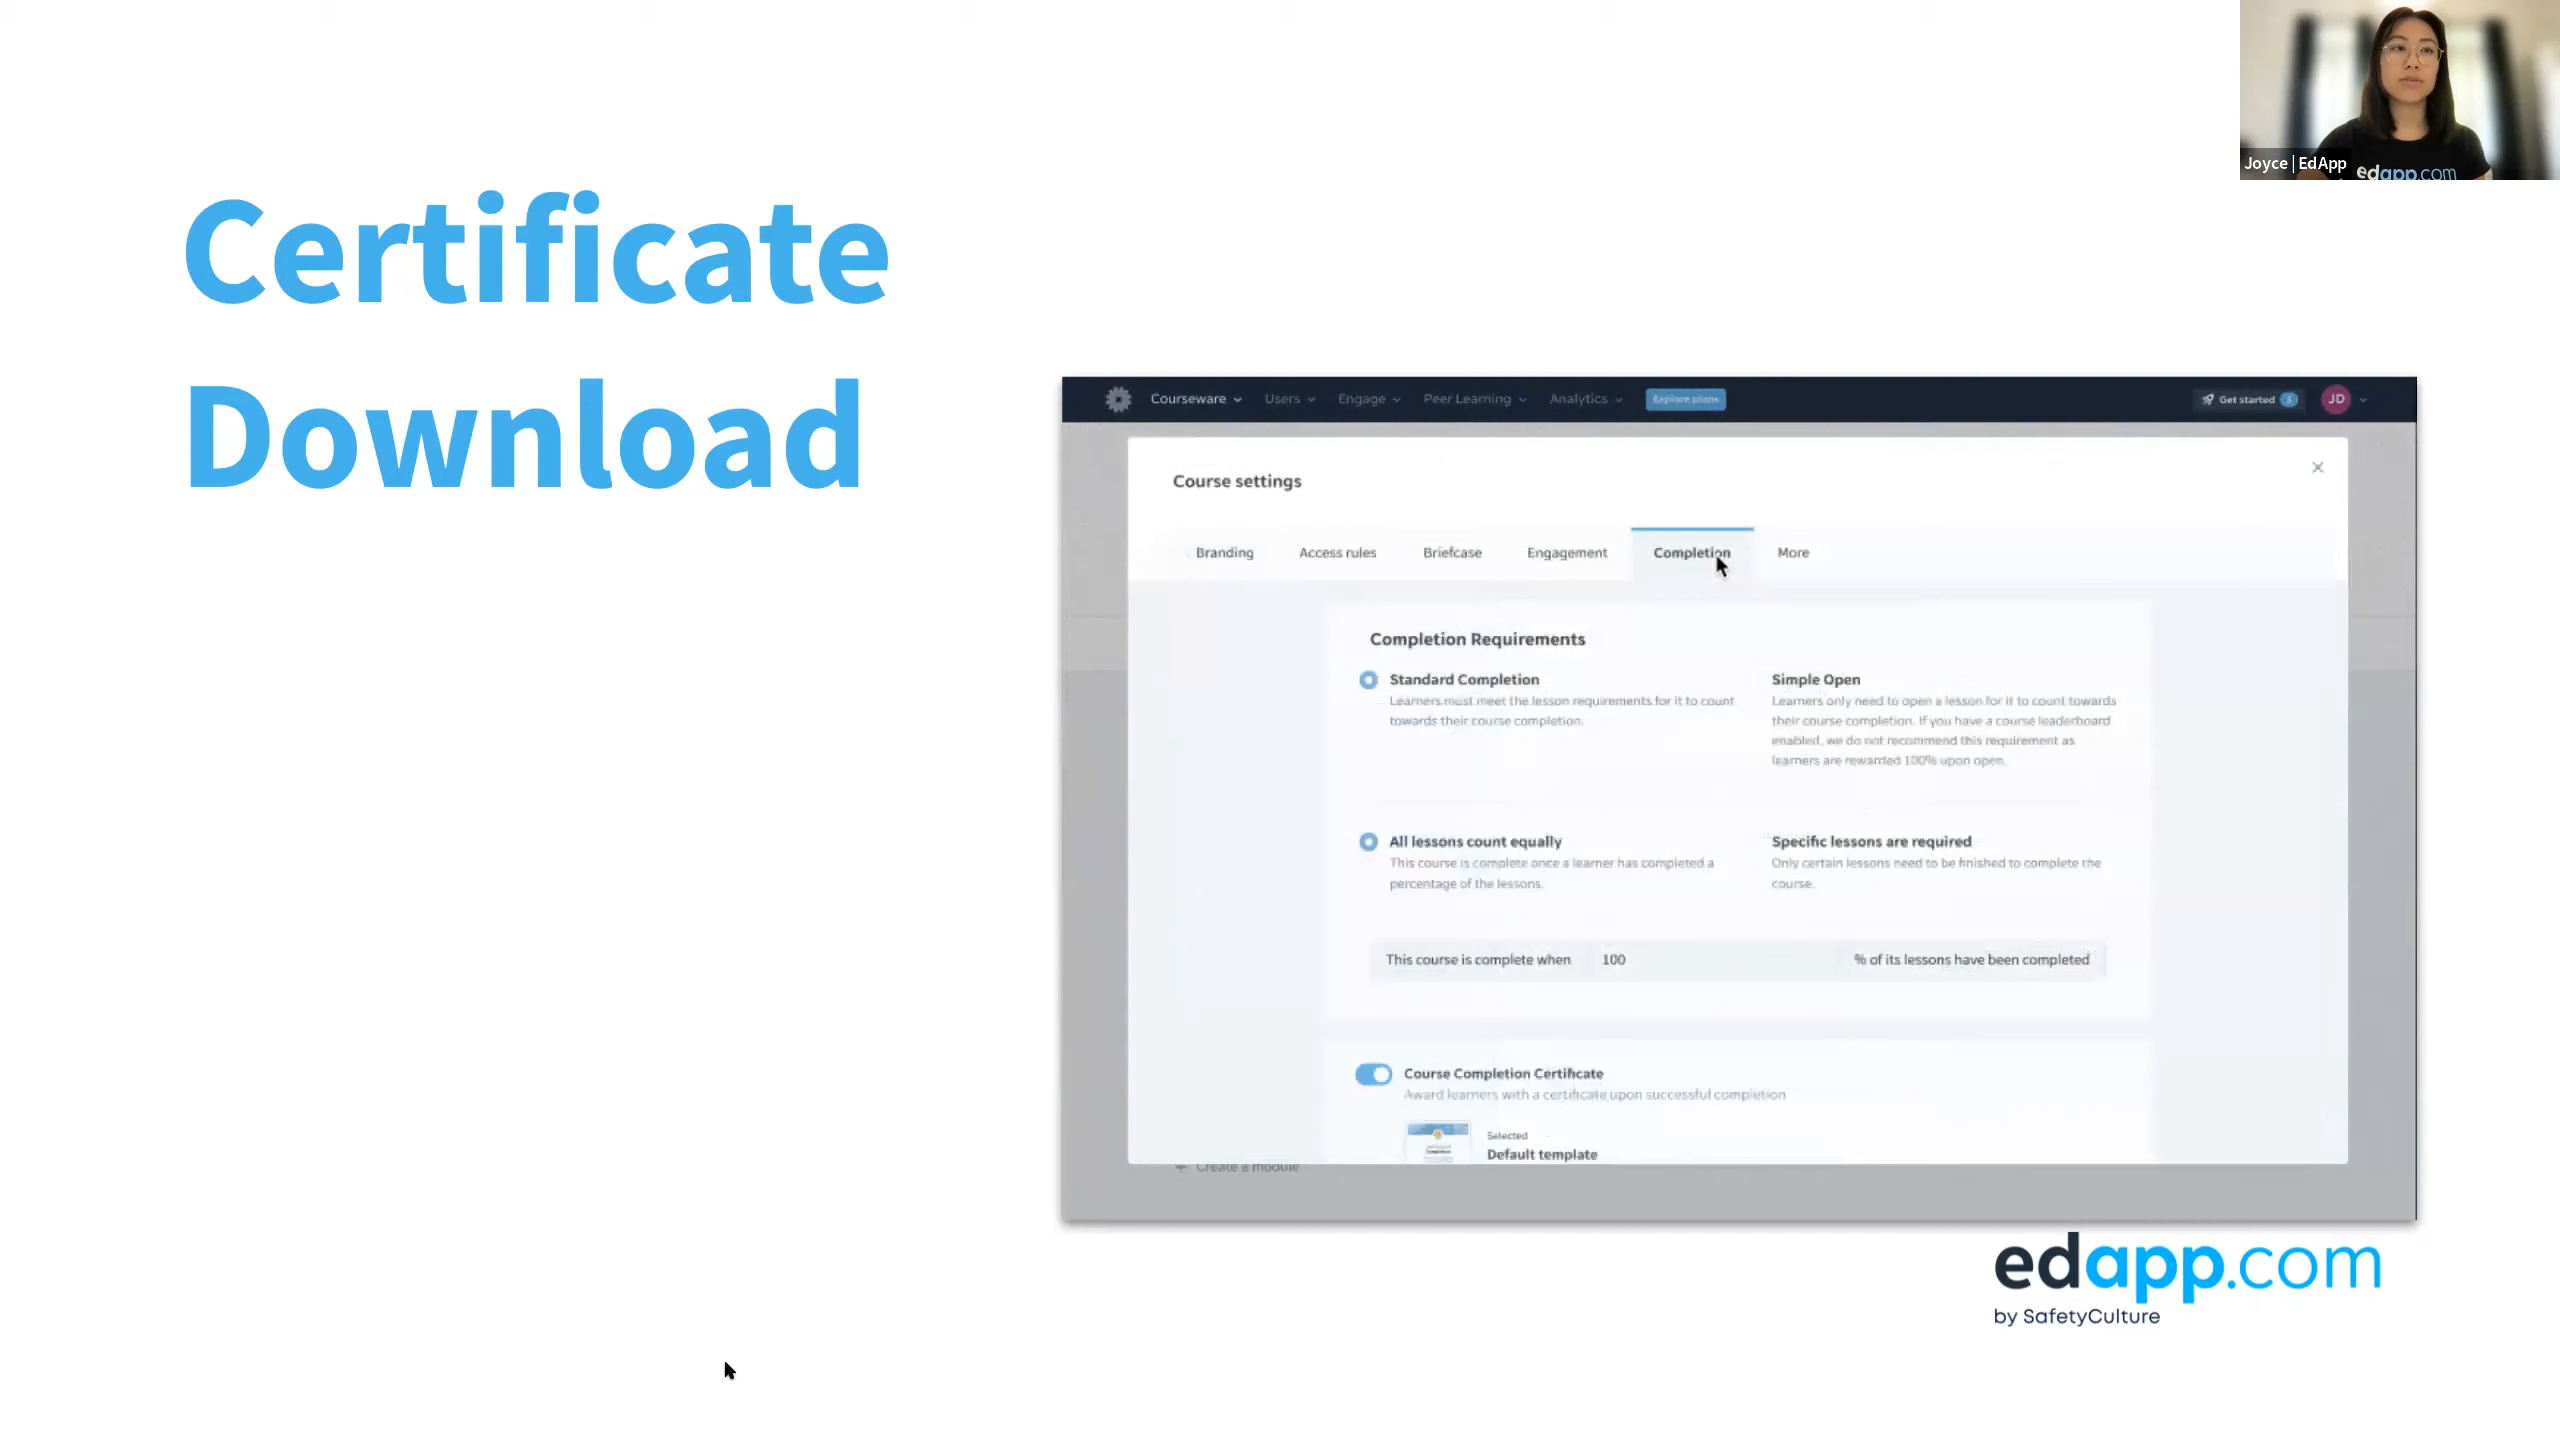 Certificate
Download
Joyce | EdApp
edapp.com
Courseware
Users
Engage
Peer Learning
Analytics
Explore plans
Get started 3
JD
Course settings
Branding
Access rules
Briefcase
Engagement
Completion
More
Completion Requirements
Standard Completion
Learners must meet the lesson requirements for it to count
towards their course completion.
Simple Open
Learners only need to open a lesson for it to count towards
their course completion. If you have a course leaderboard
enabled, we do not recommend this requirement as
learners are rewarded 100% upon open.
All lessons count equally
This course is complete once a learner has completed a
percentage of the lessons.
Specific lessons are required
Only certain lessons need to be finished to complete the
course.
This course is complete when 100 % of its lessons have been completed
Course Completion Certificate
Award learners with a certificate upon successful completion
Selected
Default template
Create a module
edapp.com
by SafetyCulture